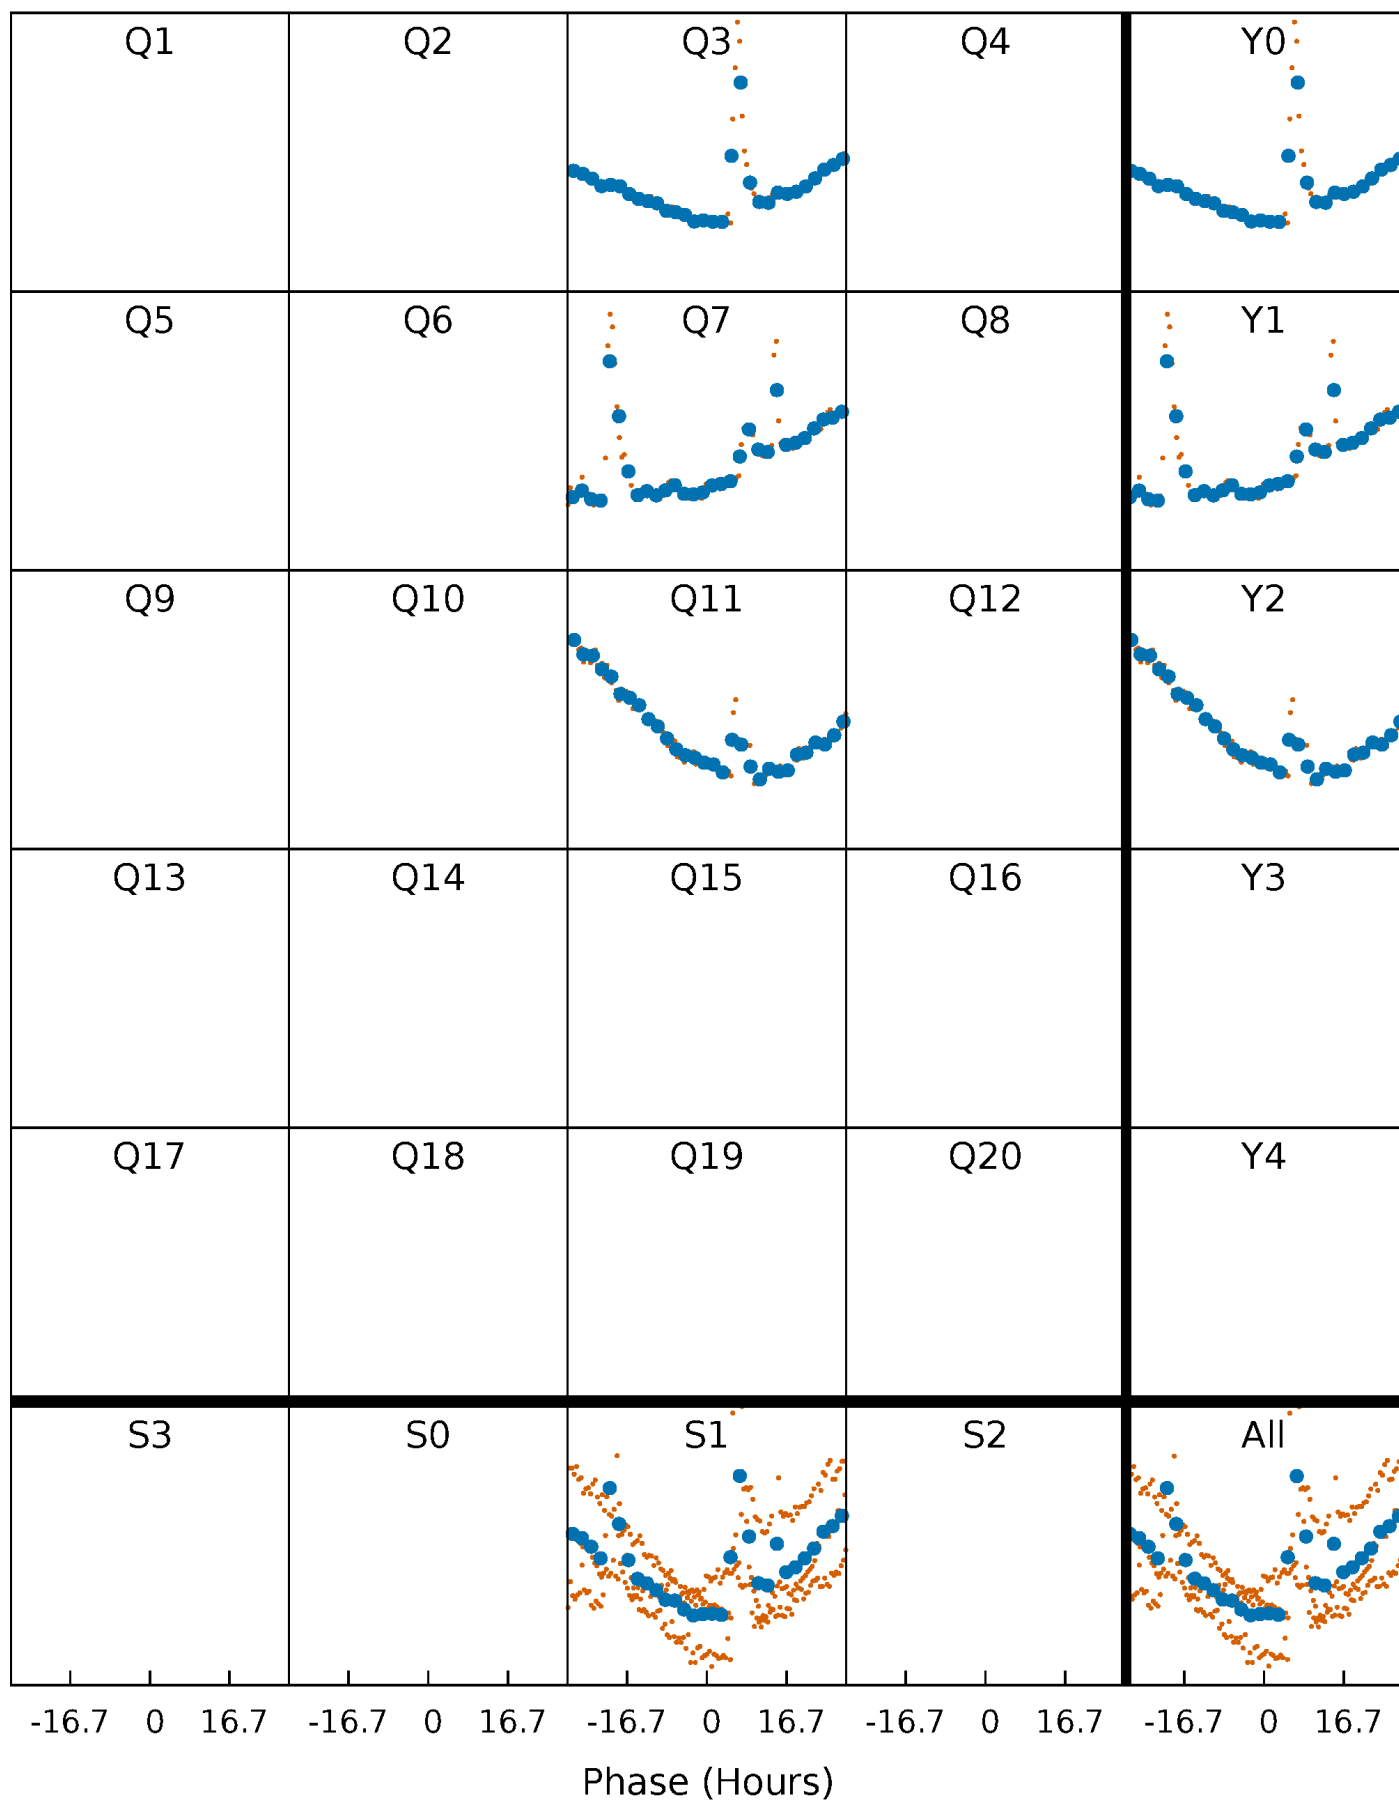 Q1 Q2 Q3 Q4 Y0
Q5 Q6 Q7 Q8 Y1
Q9 Q10 Q11 Q12 Y2
Q13 Q14 Q15 Q16 Y3
Q17 Q18 Q19 Q20 Y4
S3 S0 S1 S2 All
-16.7 0 16.7 -16.7 0 16.7 -16.7 0 16.7 -16.7 0 16.7 -16.7 0 16.7
Phase (Hours)